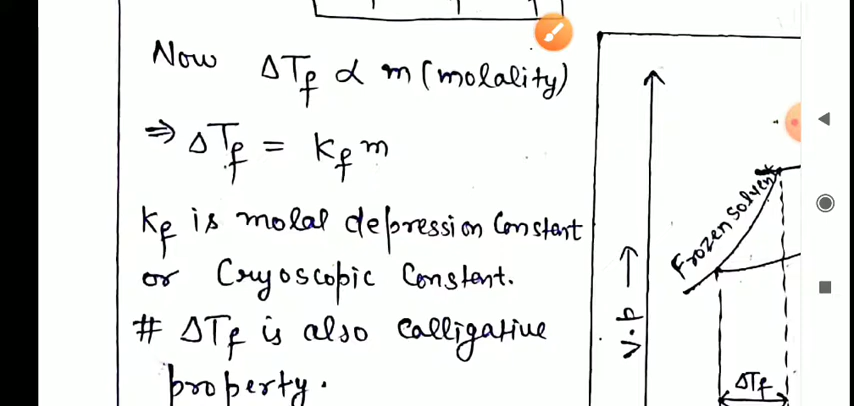 Now ΔTf α m (molality)
⇒ ΔTf = Kf m
Kf is molal depression Constant
or Cryoscopic Constant.
# ΔTf is also Calligative
property.
Frozen Solvent
V.P →
ΔTf